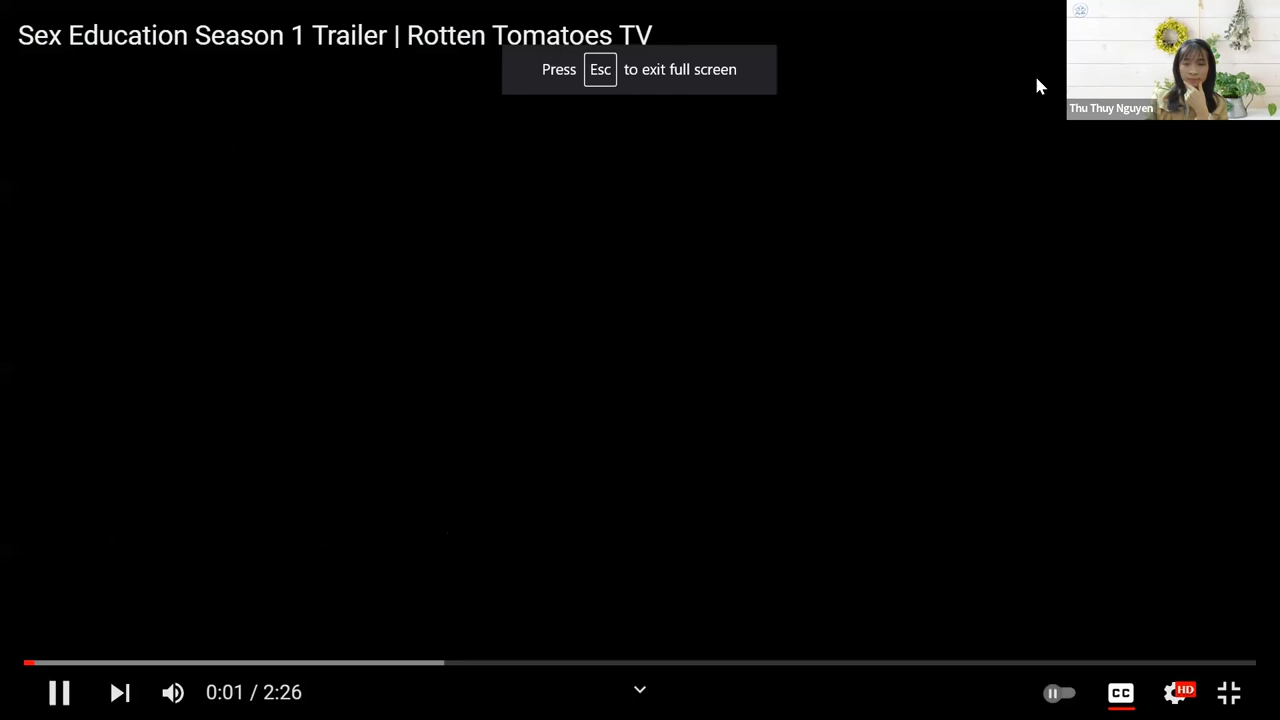 Sex Education Season 1 Trailer | Rotten Tomatoes TV
Press Esc to exit full screen
Thu Thuy Nguyen
0:01 / 2:26
CC
HD